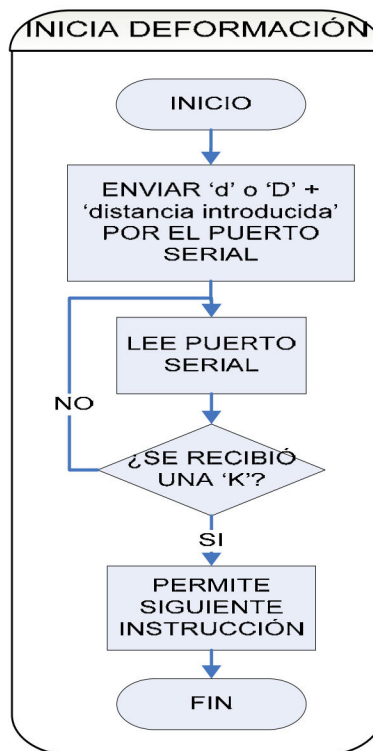 INICIA DEFORMACIÓN
INICIO
ENVIAR ‘d’ o ‘D’ +
‘distancia introducida’
POR EL PUERTO
SERIAL
LEE PUERTO
SERIAL
NO
¿SE RECIBIÓ
UNA ‘K’?
SI
PERMITE
SIGUIENTE
INSTRUCCIÓN
FIN